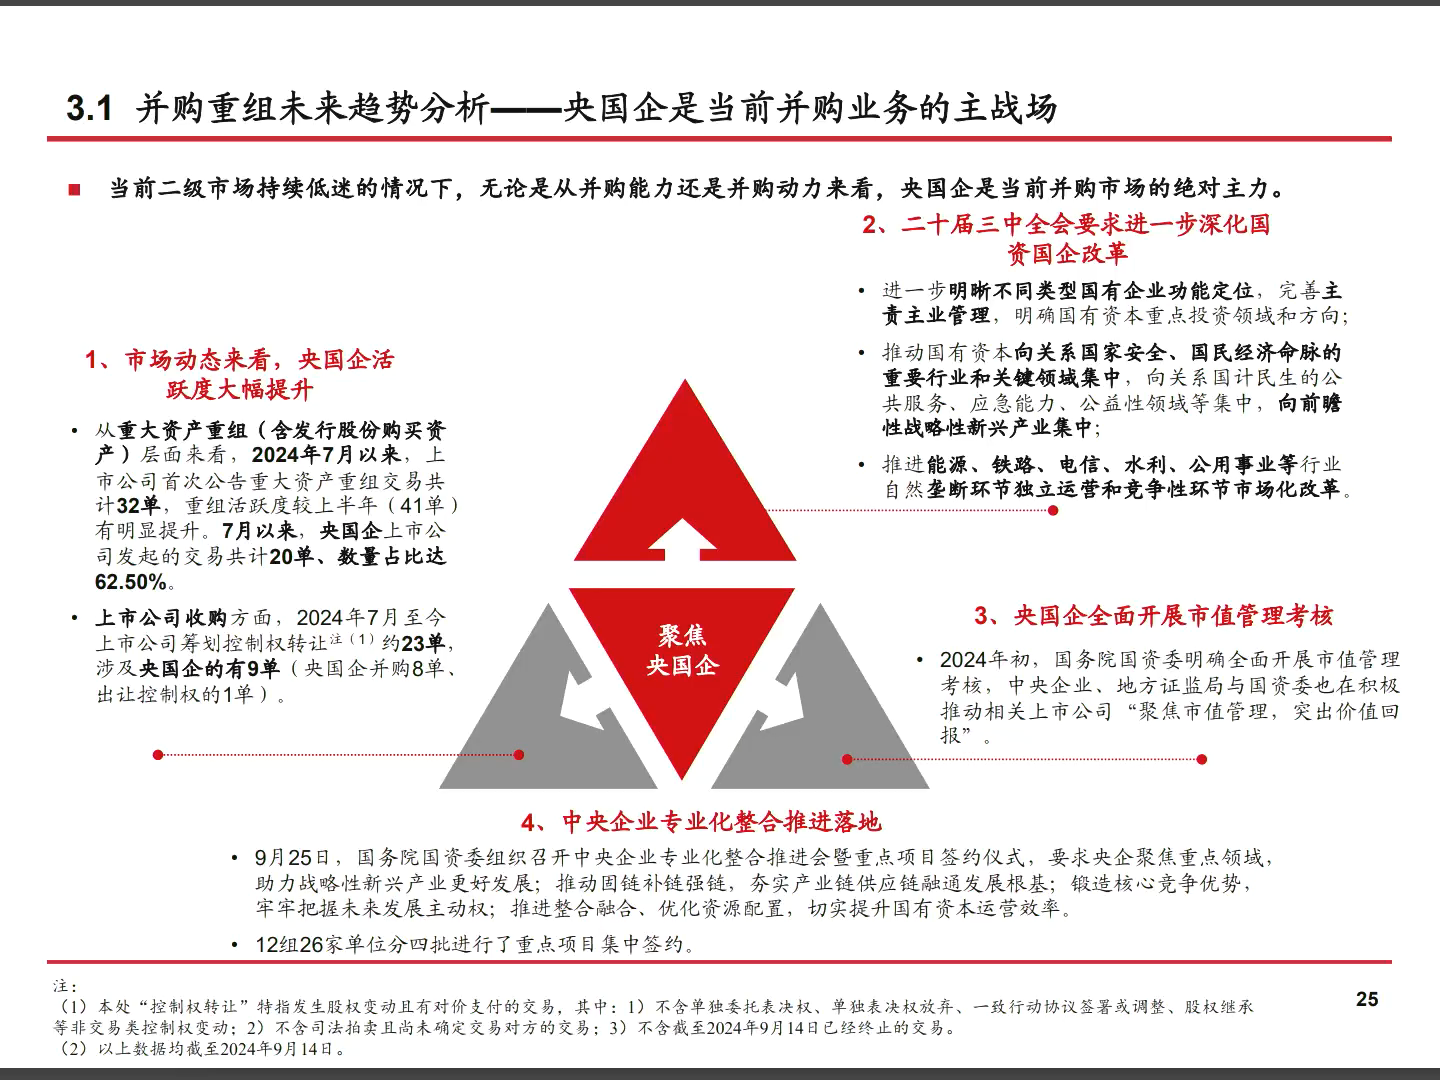 3.1 并购重组未来趋势分析——央国企是当前并购业务的主战场
■ 当前二级市场持续低迷的情况下，无论是从并购能力还是并购动力来看，央国企是当前并购市场的绝对主力。
1、市场动态来看，央国企活
跃度大幅提升
• 从重大资产重组（含发行股份购买资
产）层面来看，2024年7月以来，上
市公司首次公告重大资产重组交易共
计32单，重组活跃度较上半年（41单）
有明显提升。7月以来，央国企上市公
司发起的交易共计20单、数量占比达
62.50%。
• 上市公司收购方面，2024年7月至今
上市公司筹划控制权转让注（1）约23单，
涉及央国企的有9单（央国企并购8单、
出让控制权的1单）。
2、二十届三中全会要求进一步深化国
资国企改革
• 进一步明晰不同类型国有企业功能定位，完善主
责主业管理，明确国有资本重点投资领域和方向；
• 推动国有资本向关系国家安全、国民经济命脉的
重要行业和关键领域集中，向关系国计民生的公
共服务、应急能力、公益性领域等集中，向前瞻
性战略性新兴产业集中；
• 推进能源、铁路、电信、水利、公用事业等行业
自然垄断环节独立运营和竞争性环节市场化改革。
聚焦
央国企
3、央国企全面开展市值管理考核
• 2024年初，国务院国资委明确全面开展市值管理
考核，中央企业、地方证监局与国资委也在积极
推动相关上市公司“聚焦市值管理，突出价值回
报”。
4、中央企业专业化整合推进落地
• 9月25日，国务院国资委组织召开中央企业专业化整合推进会暨重点项目签约仪式，要求央企聚焦重点领域，
助力战略性新兴产业更好发展；推动固链补链强链，夯实产业链供应链融通发展根基；锻造核心竞争优势，
牢牢把握未来发展主动权；推进整合融合、优化资源配置，切实提升国有资本运营效率。
• 12组26家单位分四批进行了重点项目集中签约。
注：
（1）本处“控制权转让”特指发生股权变动且有对价支付的交易，其中：1）不含单独委托表决权、单独表决权放弃、一致行动协议签署或调整、股权继承
等非交易类控制权变动；2）不含司法拍卖且尚未确定交易对方的交易；3）不含截至2024年9月14日已经终止的交易。
（2）以上数据均截至2024年9月14日。
25